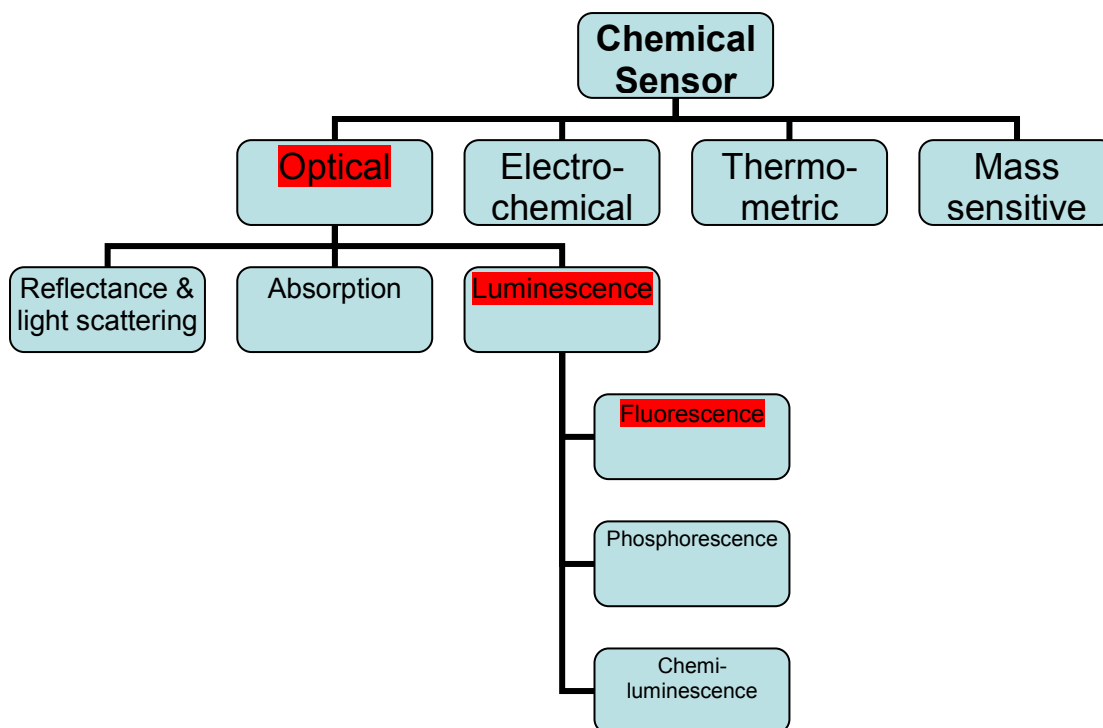 Chemical
Sensor
Optical
Electro-
chemical
Thermo-
metric
Mass
sensitive
Reflectance &
light scattering
Absorption
Luminescence
Fluorescence
Phosphorescence
Chemi-
luminescence